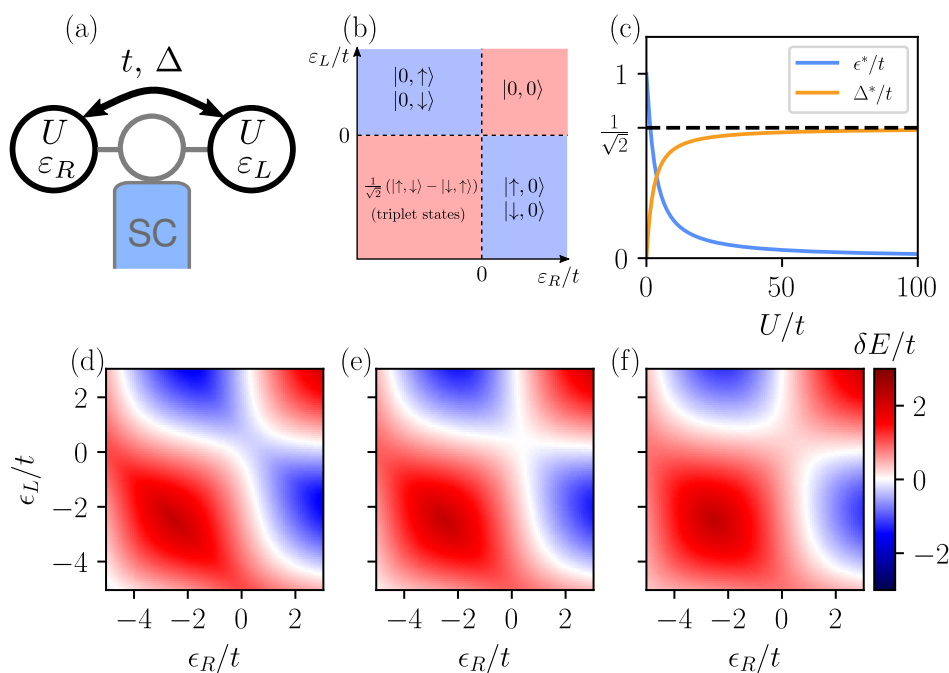 (a)
t, Δ
U
ε_R
U
ε_L
SC
(b)
ε_L/t
|0, ↑⟩
|0, ↓⟩
|0, 0⟩
0
1/√2 (|↑, ↓⟩ − |↓, ↑⟩)
(triplet states)
|↑, 0⟩
|↓, 0⟩
0
ε_R/t
(c)
ϵ*/t
Δ*/t
1
1/√2
0
0 50 100
U/t
(d)
2
0
−2
−4
ϵ_L/t
−4 −2 0 2
ϵ_R/t
(e)
−4 −2 0 2
ϵ_R/t
(f)
−4 −2 0 2
ϵ_R/t
δE/t
2
0
−2